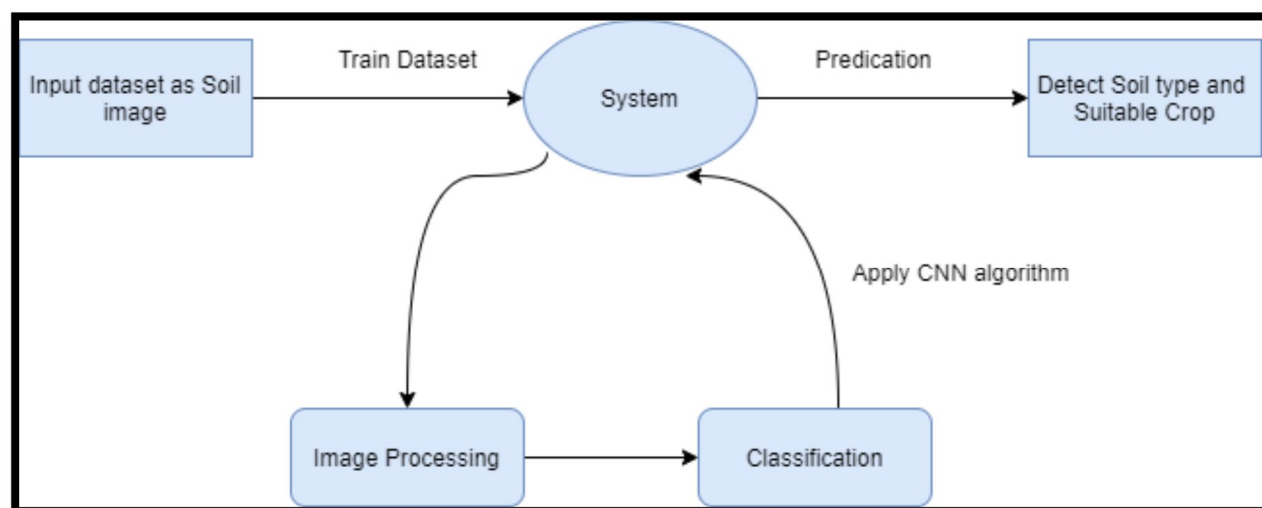 Input dataset as Soil
image
Train Dataset
System
Predication
Detect Soil type and
Suitable Crop
Apply CNN algorithm
Image Processing
Classification